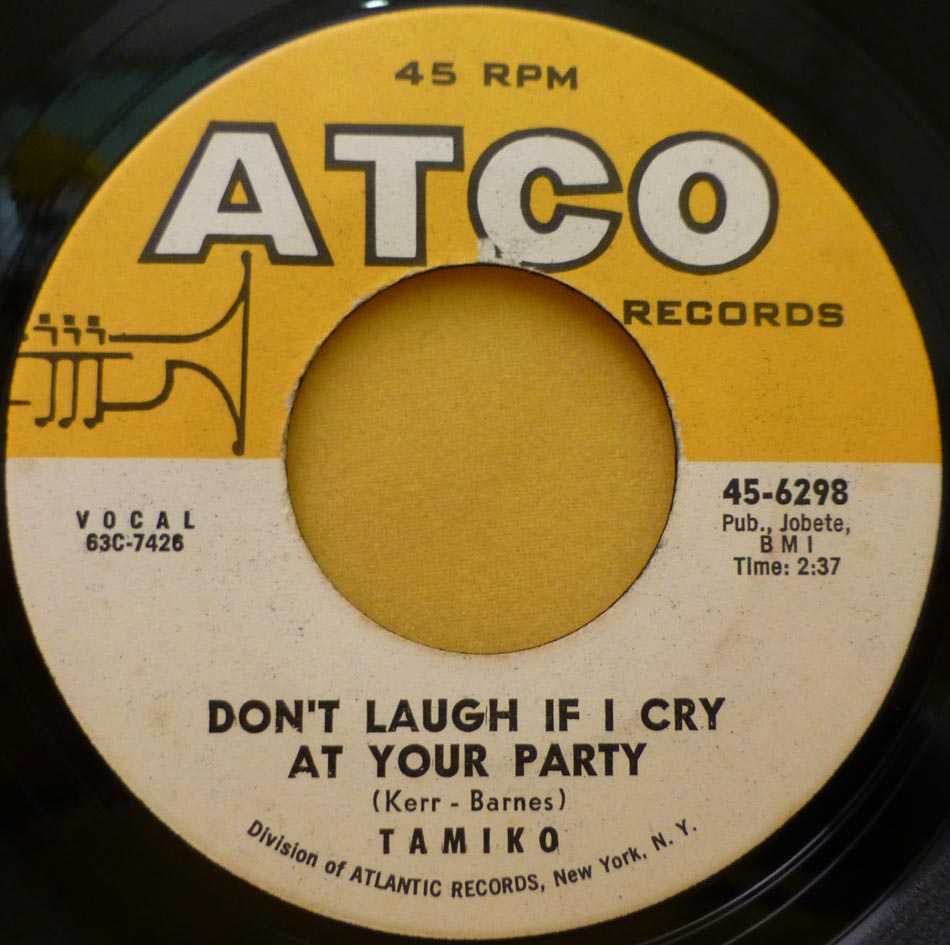 45 RPM
ATCO
RECORDS
VOCAL
63C-7426
45-6298
Pub., Jobete,
BMI
Time: 2:37
DON'T LAUGH IF I CRY
AT YOUR PARTY
(Kerr - Barnes)
TAMIKO
Division of ATLANTIC RECORDS, New York, N. Y.